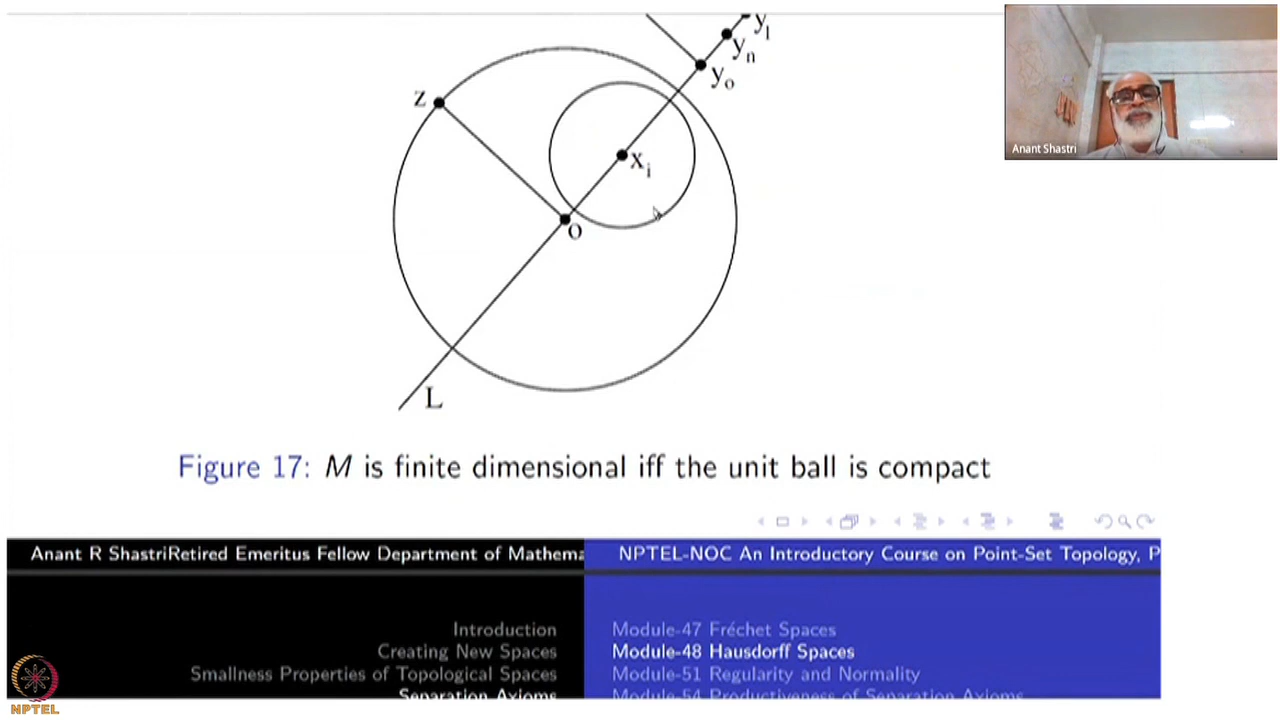 y₁
yₙ
y₀
z
xᵢ
o
L
Anant Shastri
Figure 17: M is finite dimensional iff the unit ball is compact
Anant R ShastriRetired Emeritus Fellow Department of Mathema
NPTEL-NOC An Introductory Course on Point-Set Topology, P
Introduction
Creating New Spaces
Smallness Properties of Topological Spaces
Separation Axioms
Module-47 Fréchet Spaces
Module-48 Hausdorff Spaces
Module-51 Regularity and Normality
Module-54 Productiveness of Separation Axioms
NPTEL